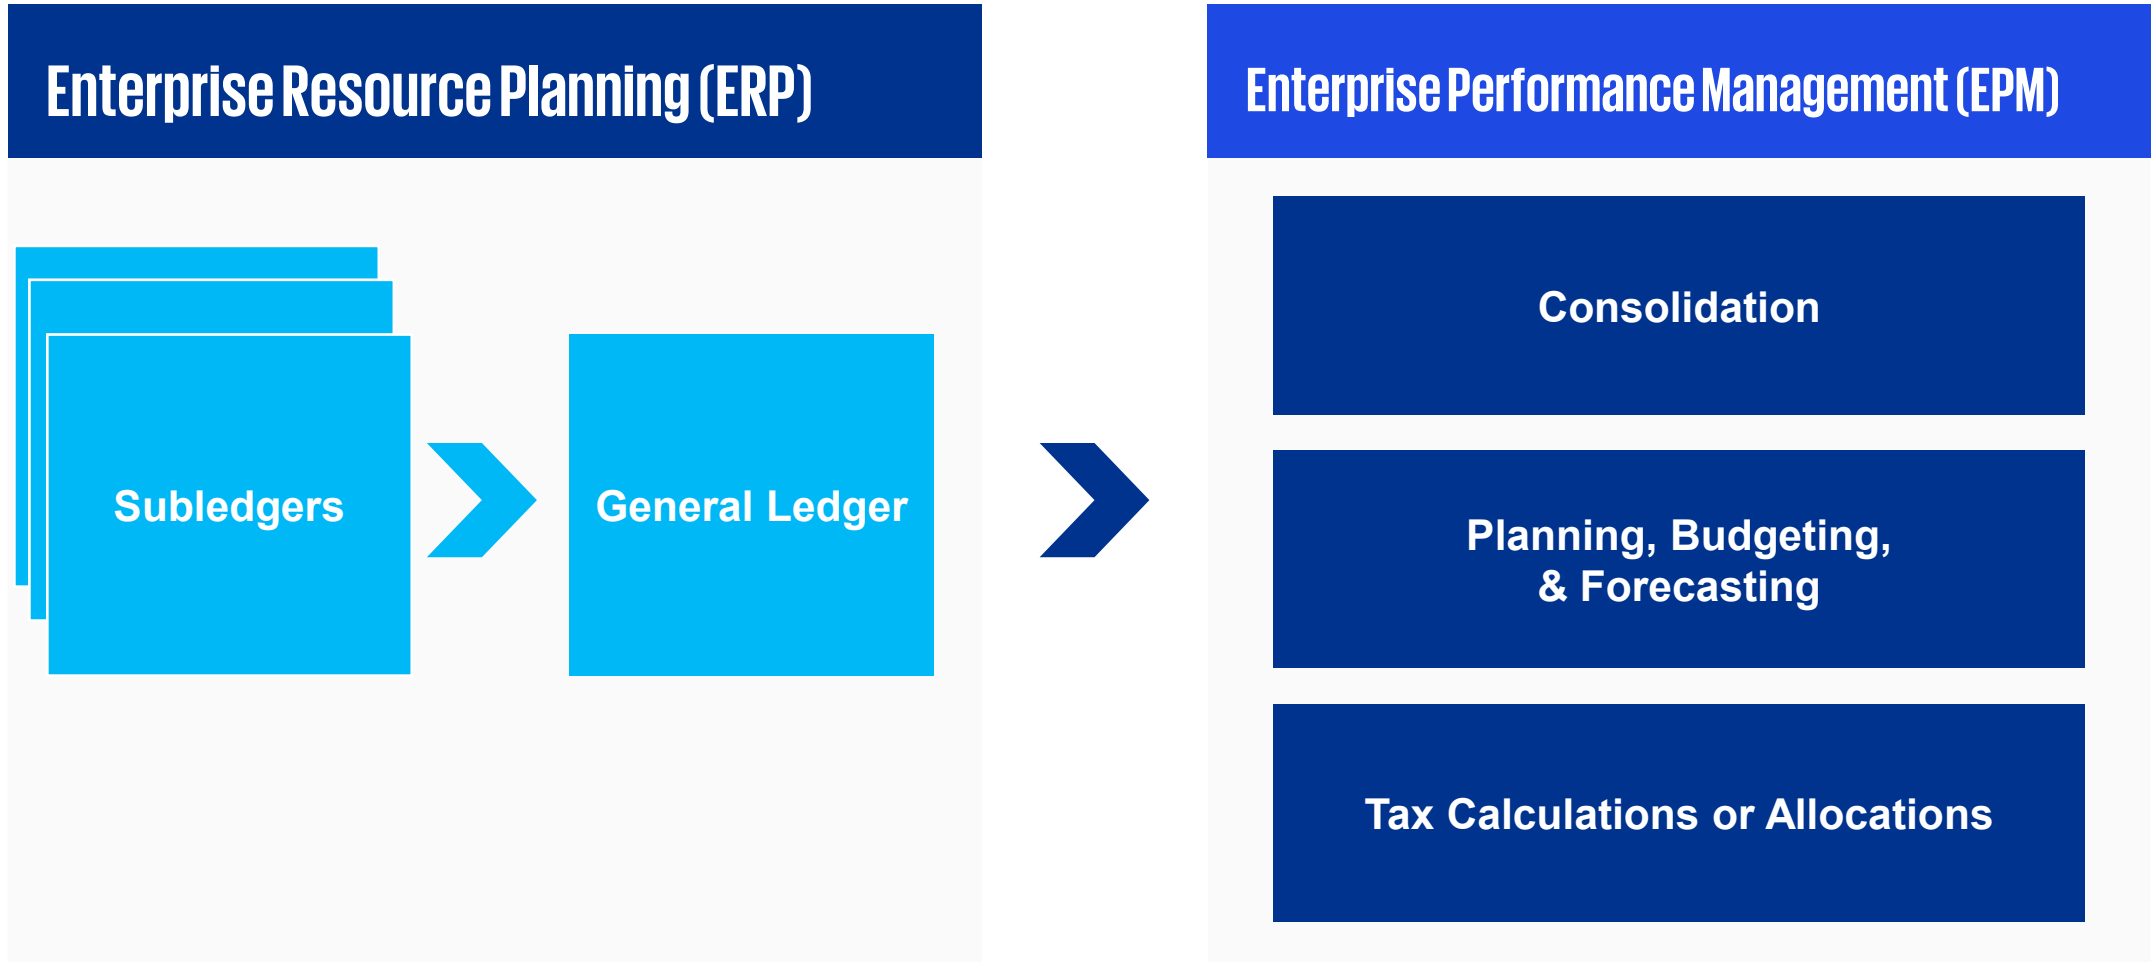 Enterprise Resource Planning (ERP)
Subledgers
General Ledger
Enterprise Performance Management (EPM)
Consolidation
Planning, Budgeting,
& Forecasting
Tax Calculations or Allocations